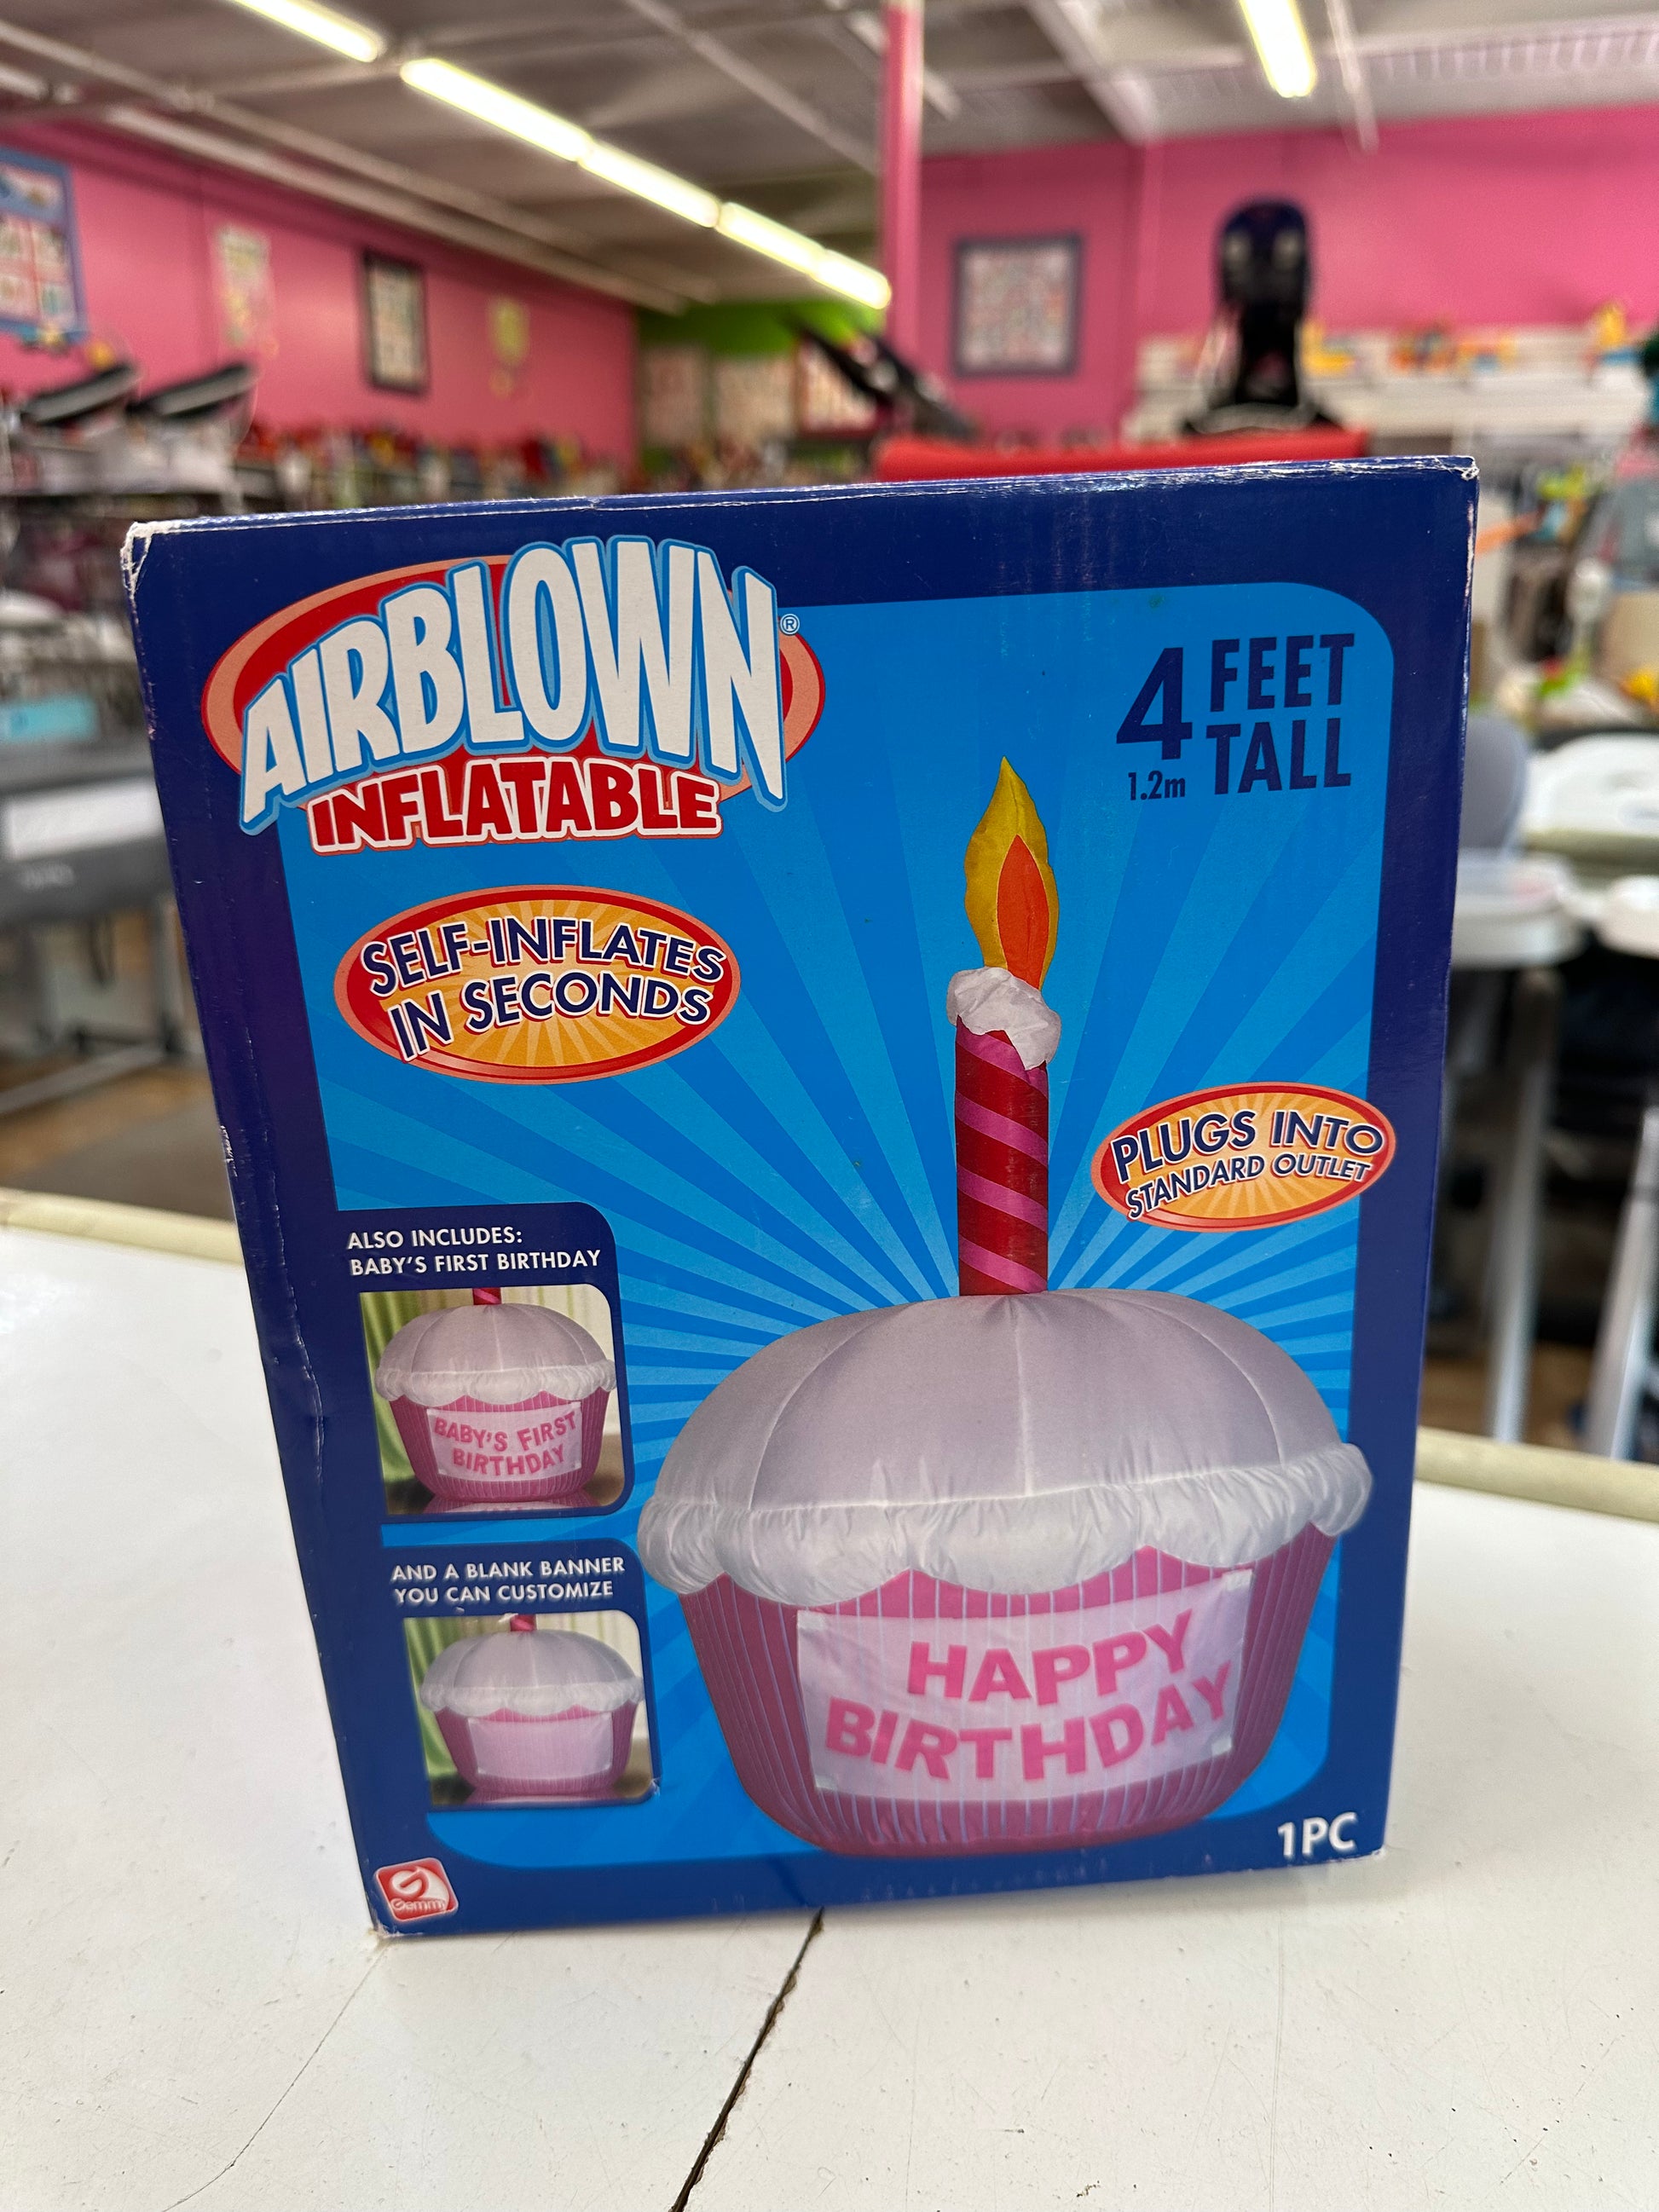 AIRBLOWN®
INFLATABLE
4 FEET
1.2m TALL
SELF-INFLATES
IN SECONDS
PLUGS INTO
STANDARD OUTLET
ALSO INCLUDES:
BABY'S FIRST BIRTHDAY
BABY'S FIRST
BIRTHDAY
AND A BLANK BANNER
YOU CAN CUSTOMIZE
HAPPY
BIRTHDAY
1PC
Gemmy